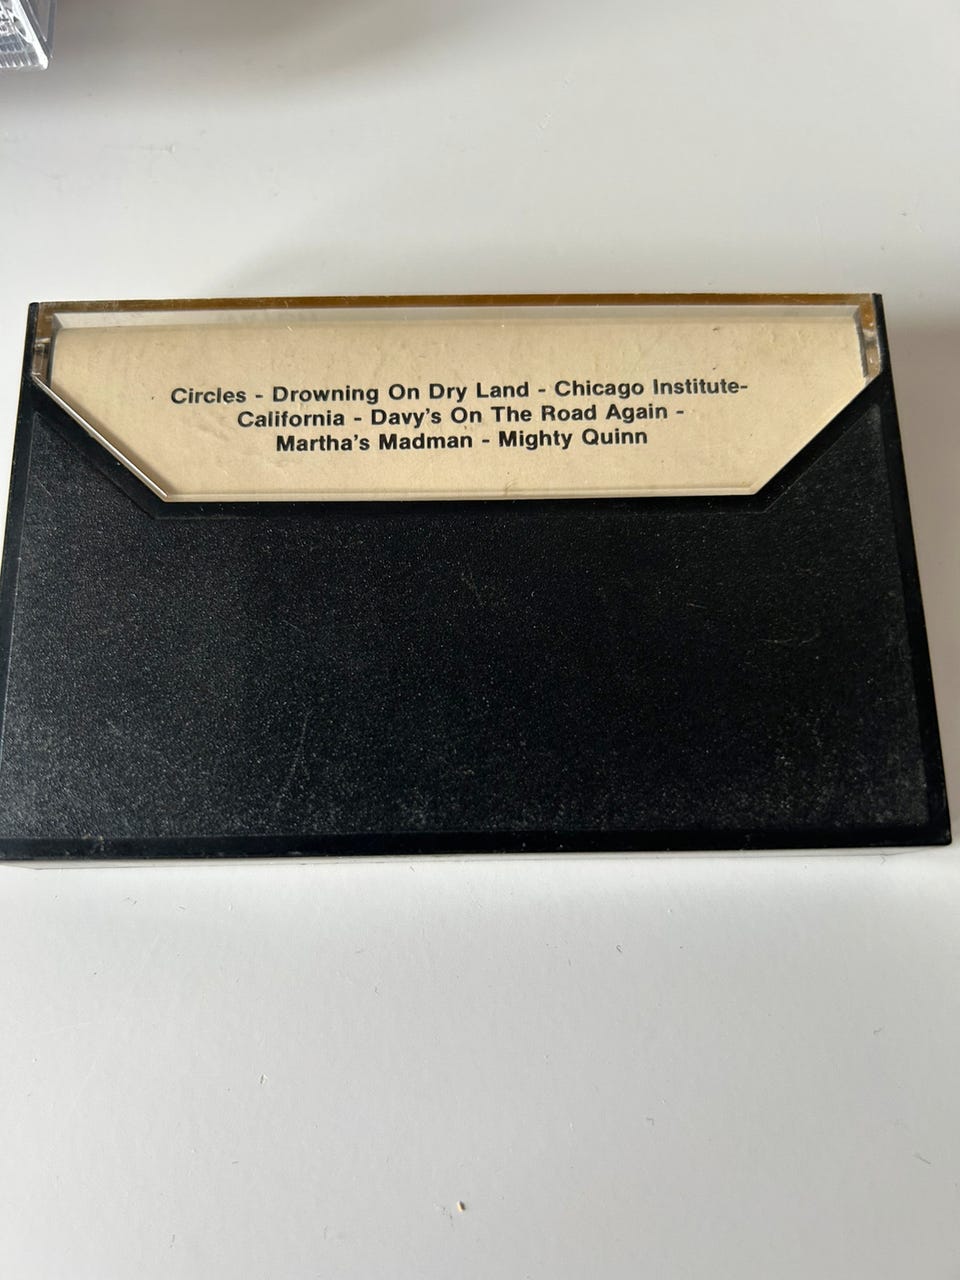 Circles - Drowning On Dry Land - Chicago Institute-
California - Davy's On The Road Again -
Martha's Madman - Mighty Quinn